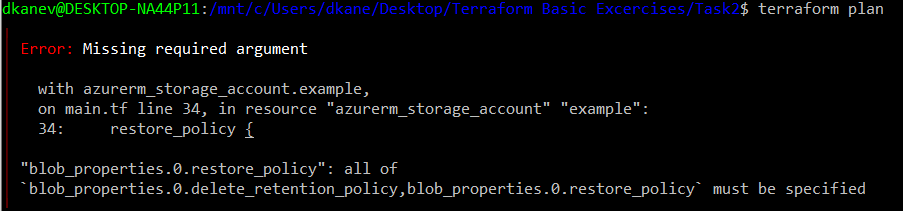 dkanev@DESKTOP-NA44P11:/mnt/c/Users/dkane/Desktop/Terraform Basic Excercises/Task2$ terraform plan
Error: Missing required argument
with azurerm_storage_account.example,
on main.tf line 34, in resource "azurerm_storage_account" "example":
34:     restore_policy {
"blob_properties.0.restore_policy": all of
`blob_properties.0.delete_retention_policy,blob_properties.0.restore_policy` must be specified